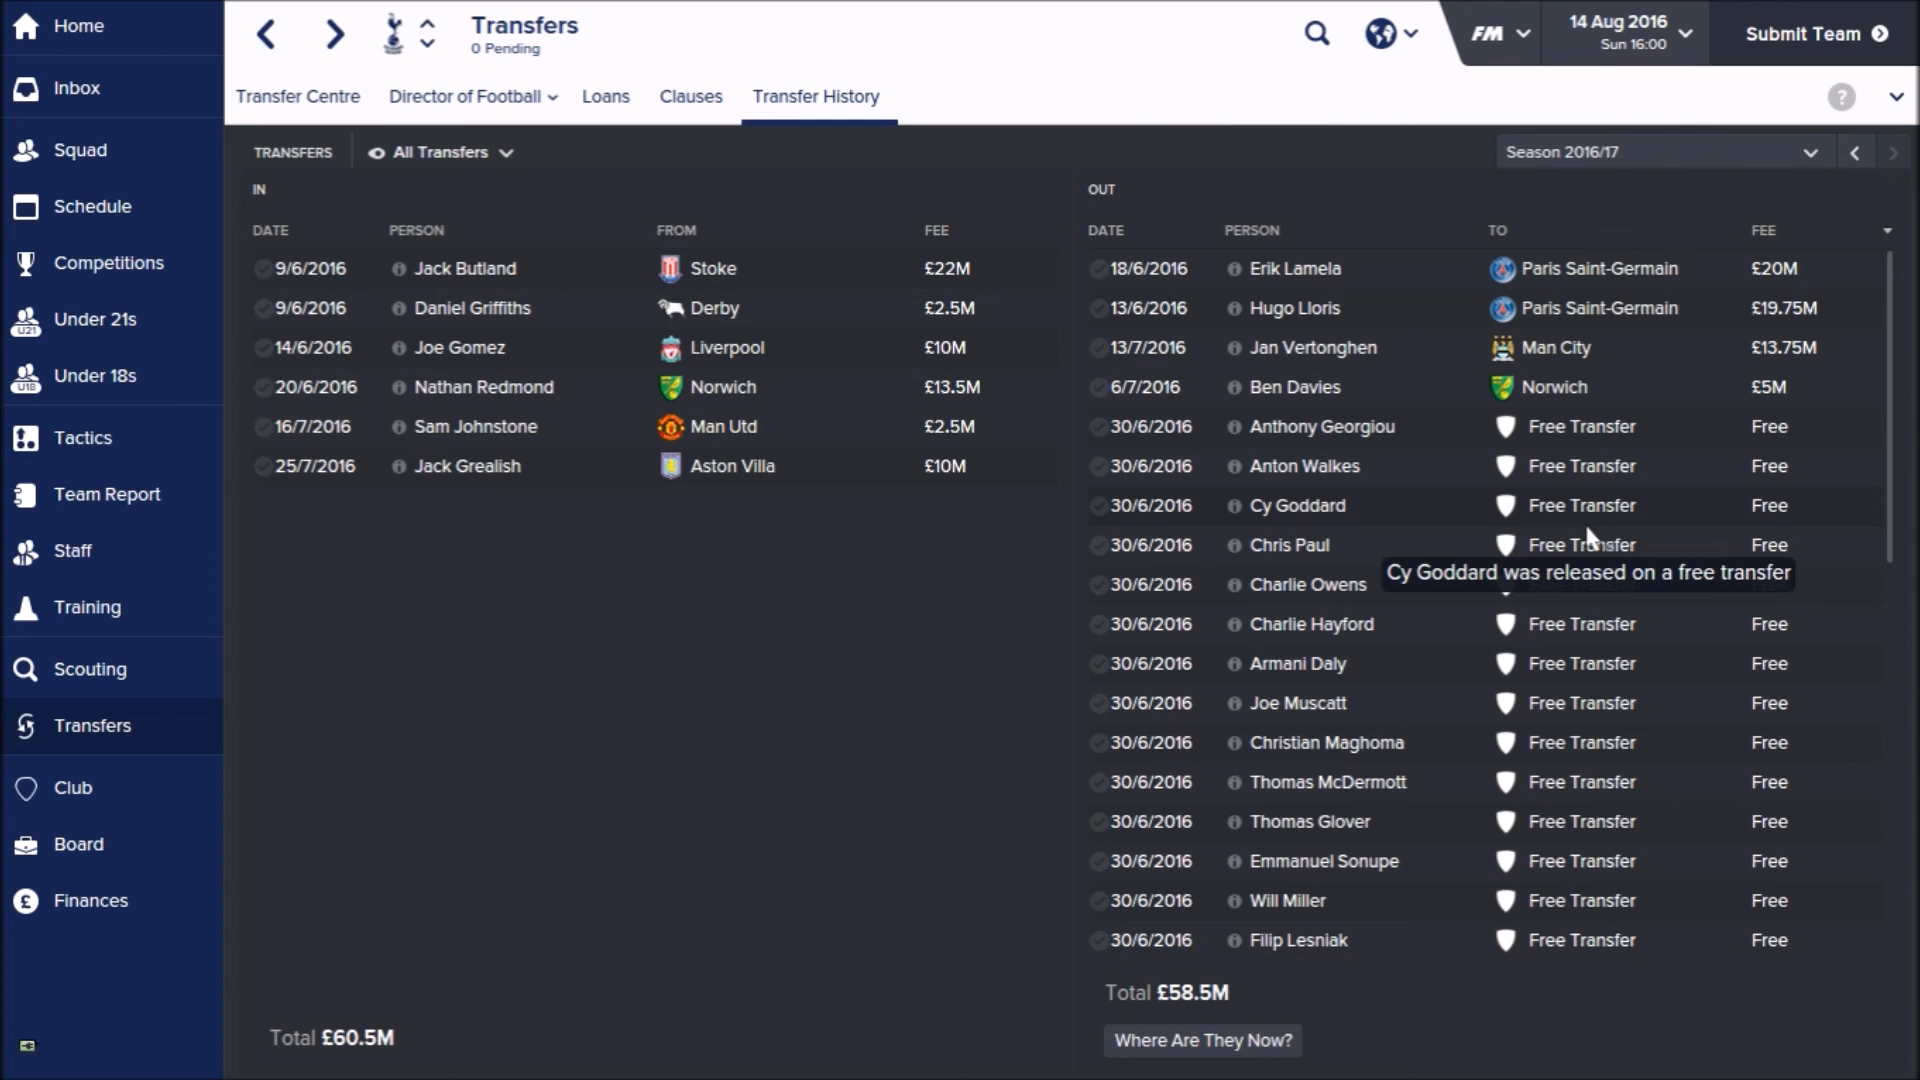 Home
Inbox
Squad
Schedule
Competitions
Under 21s
U21
Under 18s
U18
Tactics
Team Report
Staff
Training
Scouting
Transfers
Club
Board
Finances
Transfers
0 Pending
FM
14 Aug 2016
Sun 16:00
Submit Team
Transfer Centre Director of Football Loans Clauses Transfer History
?
TRANSFERS All Transfers
Season 2016/17
IN
DATE PERSON FROM FEE
9/6/2016 Jack Butland Stoke £22M
9/6/2016 Daniel Griffiths Derby £2.5M
14/6/2016 Joe Gomez Liverpool £10M
20/6/2016 Nathan Redmond Norwich £13.5M
16/7/2016 Sam Johnstone Man Utd £2.5M
25/7/2016 Jack Grealish Aston Villa £10M
Total £60.5M
OUT
DATE PERSON TO FEE
18/6/2016 Erik Lamela Paris Saint-Germain £20M
13/6/2016 Hugo Lloris Paris Saint-Germain £19.75M
13/7/2016 Jan Vertonghen Man City £13.75M
6/7/2016 Ben Davies Norwich £5M
30/6/2016 Anthony Georgiou Free Transfer Free
30/6/2016 Anton Walkes Free Transfer Free
30/6/2016 Cy Goddard Free Transfer Free
30/6/2016 Chris Paul Free Transfer Free
30/6/2016 Charlie Owens
Cy Goddard was released on a free transfer
30/6/2016 Charlie Hayford Free Transfer Free
30/6/2016 Armani Daly Free Transfer Free
30/6/2016 Joe Muscatt Free Transfer Free
30/6/2016 Christian Maghoma Free Transfer Free
30/6/2016 Thomas McDermott Free Transfer Free
30/6/2016 Thomas Glover Free Transfer Free
30/6/2016 Emmanuel Sonupe Free Transfer Free
30/6/2016 Will Miller Free Transfer Free
30/6/2016 Filip Lesniak Free Transfer Free
Total £58.5M
Where Are They Now?